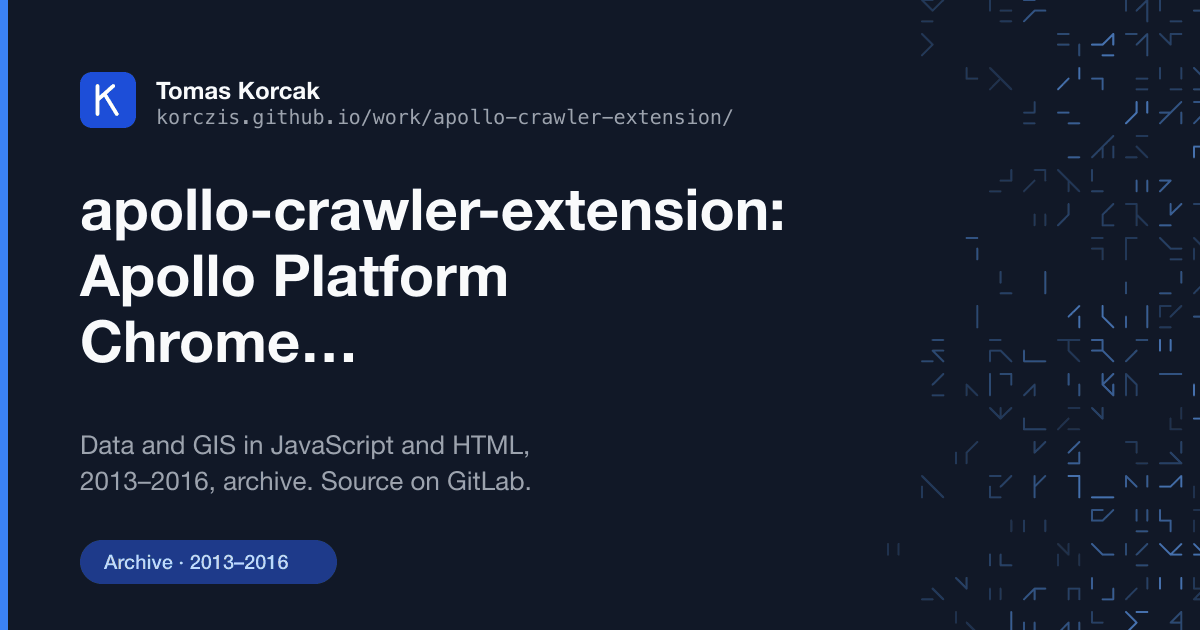 K
Tomas Korcak
korczis.github.io/work/apollo-crawler-extension/
apollo-crawler-extension:
Apollo Platform
Chrome…
Data and GIS in JavaScript and HTML,
2013–2016, archive. Source on GitLab.
Archive · 2013–2016